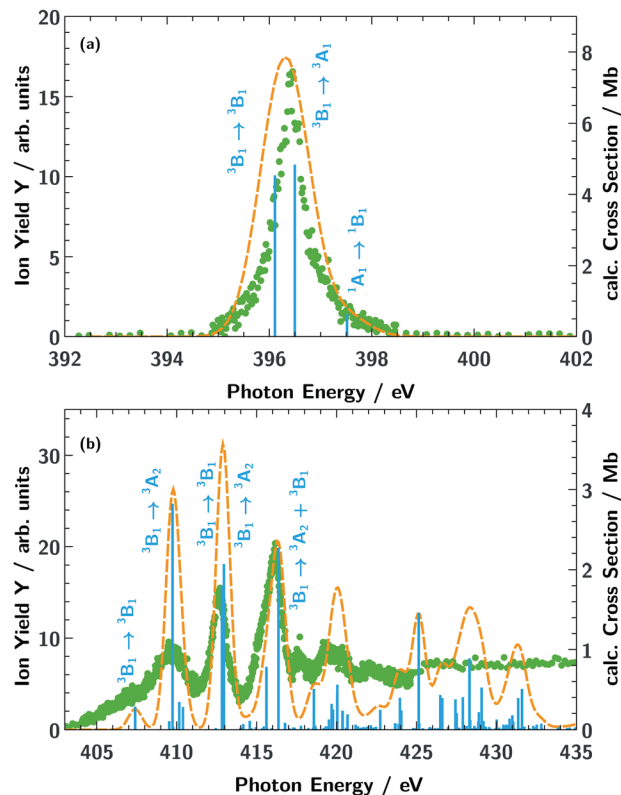 (a)
20
15
10
5
0
Ion Yield Y / arb. units
³B₁ → ³B₁
³B₁ → ³A₁
¹A₁ → ¹B₁
8
6
4
2
0
calc. Cross Section / Mb
392 394 396 398 400 402
Photon Energy / eV
(b)
30
20
10
0
Ion Yield Y / arb. units
³B₁ → ³B₁
³B₁ → ³A₂
³B₁ → ³B₁
³B₁ → ³A₂
³B₁ → ³A₂ + ³B₁
4
3
2
1
0
calc. Cross Section / Mb
405 410 415 420 425 430 435
Photon Energy / eV